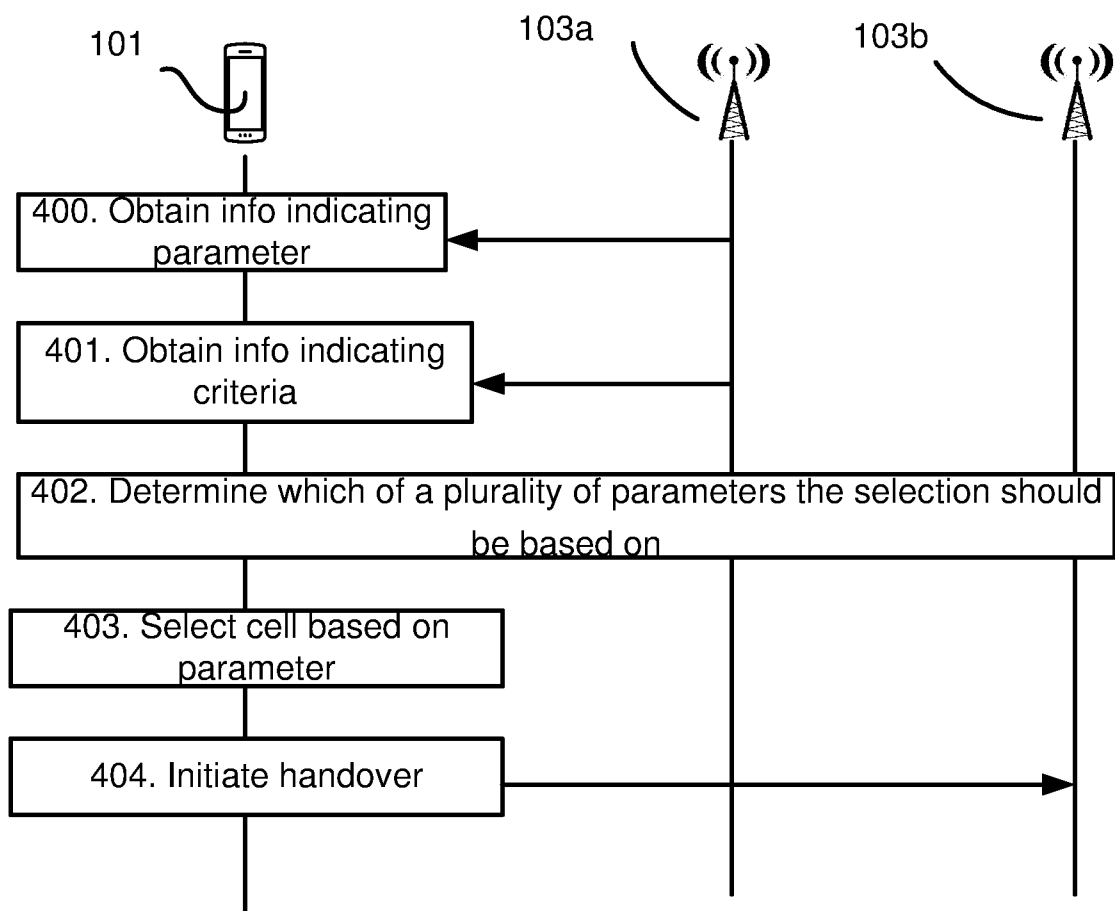 101
103a
103b
400. Obtain info indicating
parameter
401. Obtain info indicating
criteria
402. Determine which of a plurality of parameters the selection should
be based on
403. Select cell based on
parameter
404. Initiate handover